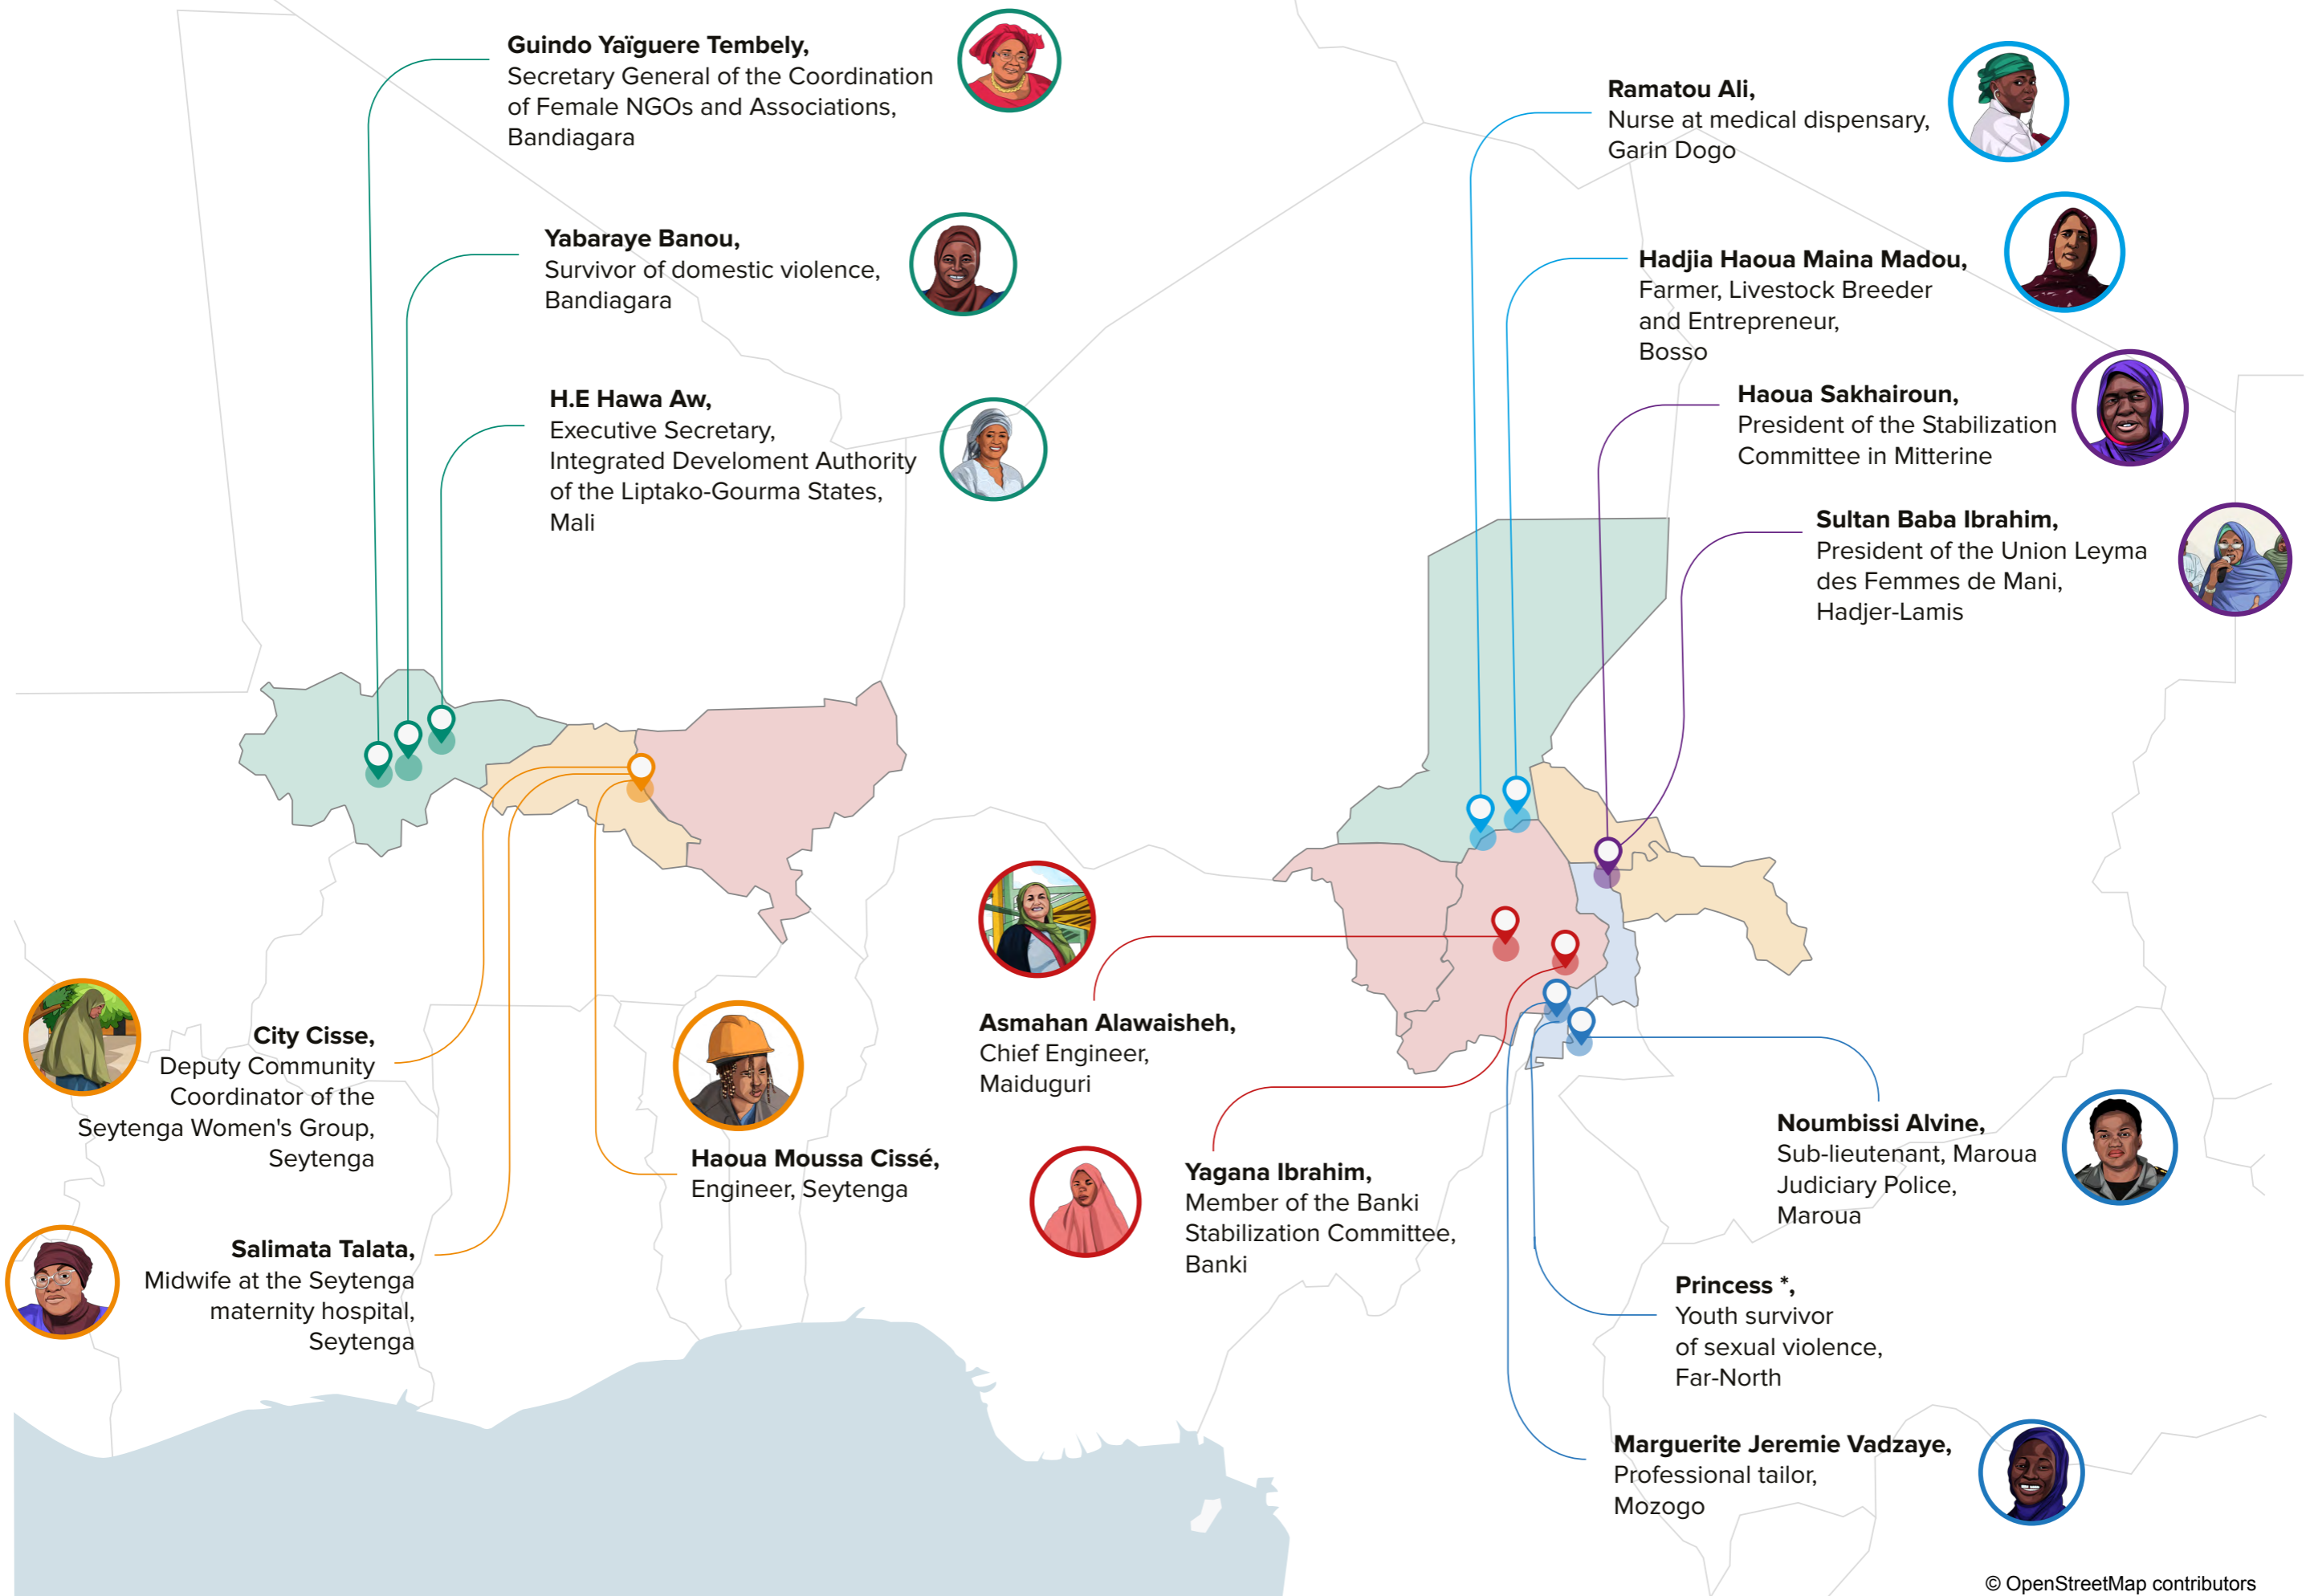 Guindo Yaïguere Tembely,
Secretary General of the Coordination
of Female NGOs and Associations,
Bandiagara
Yabaraye Banou,
Survivor of domestic violence,
Bandiagara
H.E Hawa Aw,
Executive Secretary,
Integrated Develoment Authority
of the Liptako-Gourma States,
Mali
Ramatou Ali,
Nurse at medical dispensary,
Garin Dogo
Hadjia Haoua Maina Madou,
Farmer, Livestock Breeder
and Entrepreneur,
Bosso
Haoua Sakhairoun,
President of the Stabilization
Committee in Mitterine
Sultan Baba Ibrahim,
President of the Union Leyma
des Femmes de Mani,
Hadjer-Lamis
City Cisse,
Deputy Community
Coordinator of the
Seytenga Women's Group,
Seytenga
Salimata Talata,
Midwife at the Seytenga
maternity hospital,
Seytenga
Haoua Moussa Cissé,
Engineer, Seytenga
Asmahan Alawaisheh,
Chief Engineer,
Maiduguri
Yagana Ibrahim,
Member of the Banki
Stabilization Committee,
Banki
Noumbissi Alvine,
Sub-lieutenant, Maroua
Judiciary Police,
Maroua
Princess *,
Youth survivor
of sexual violence,
Far-North
Marguerite Jeremie Vadzaye,
Professional tailor,
Mozogo
© OpenStreetMap contributors